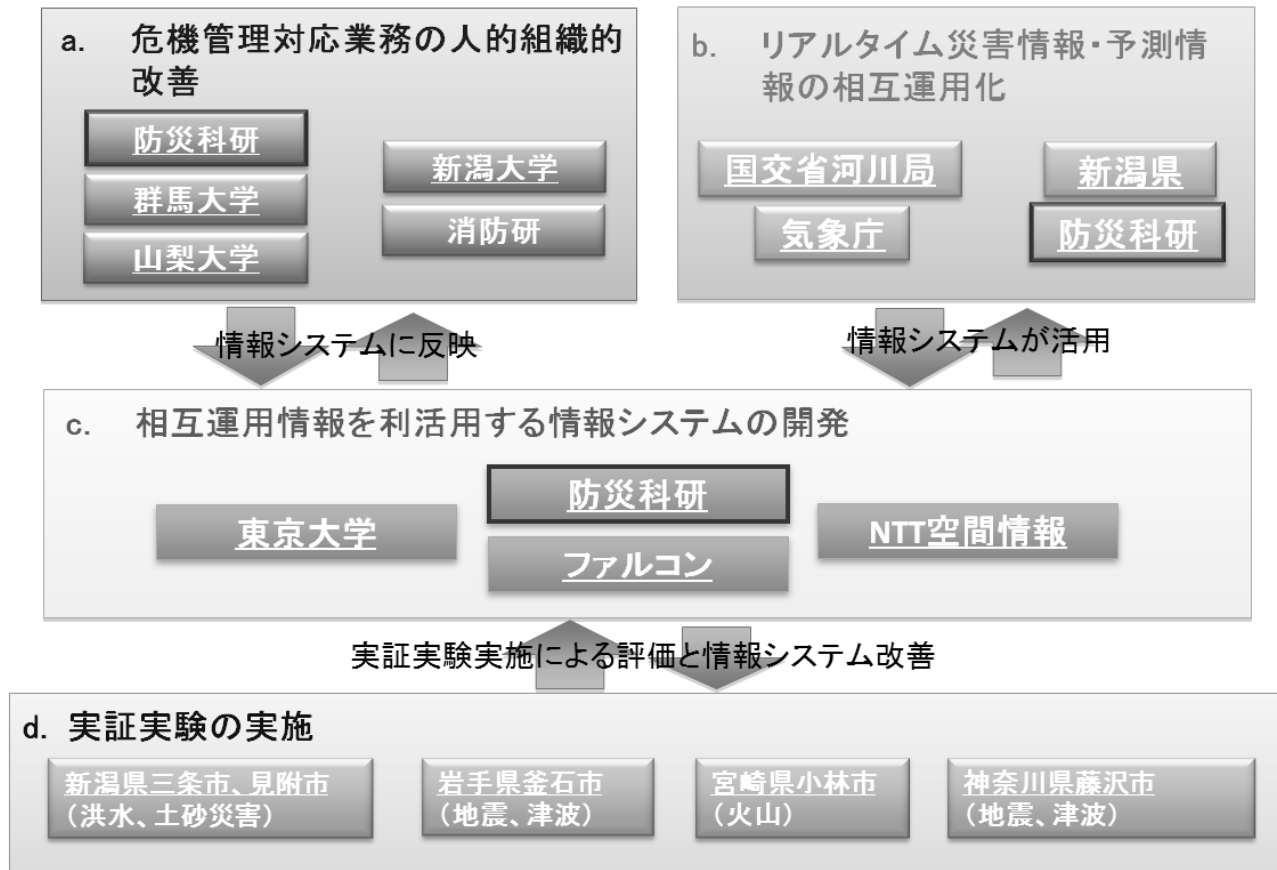 a. 危機管理対応業務の人的組織的
改善
防災科研
群馬大学
山梨大学
新潟大学
消防研
b. リアルタイム災害情報・予測情
報の相互運用化
国交省河川局
気象庁
新潟県
防災科研
情報システムに反映
情報システムが活用
c. 相互運用情報を利活用する情報システムの開発
東京大学
防災科研
ファルコン
NTT空間情報
実証実験実施による評価と情報システム改善
d. 実証実験の実施
新潟県三条市、見附市
（洪水、土砂災害）
岩手県釜石市
（地震、津波）
宮崎県小林市
（火山）
神奈川県藤沢市
（地震、津波）